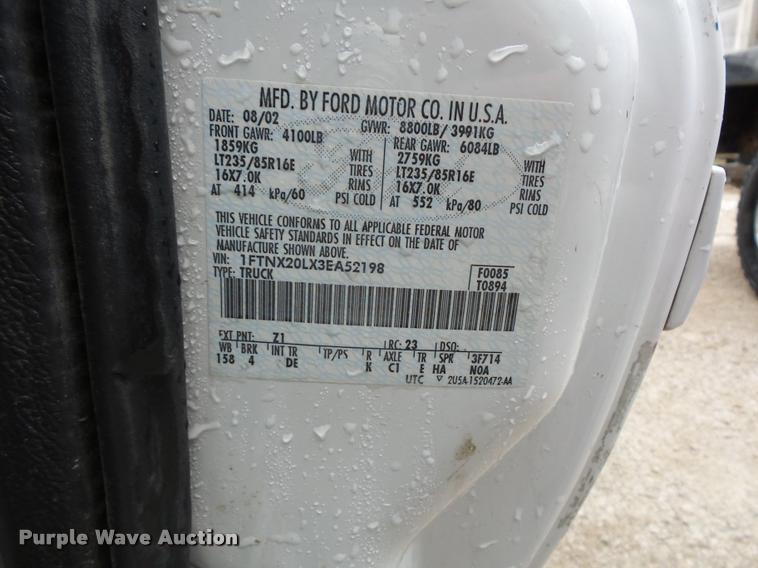 MFD. BY FORD MOTOR CO. IN U.S.A.
DATE: 08/02 GVWR: 8800LB/ 3991KG
FRONT GAWR: 4100LB REAR GAWR: 6084LB
1859KG WITH 2759KG WITH
LT235/85R16E TIRES LT235/85R16E TIRES
16X7.0K RIMS 16X7.0K RIMS
AT 414 kPa/60 PSI COLD AT 552 kPa/80 PSI COLD
THIS VEHICLE CONFORMS TO ALL APPLICABLE FEDERAL MOTOR
VEHICLE SAFETY STANDARDS IN EFFECT ON THE DATE OF
MANUFACTURE SHOWN ABOVE.
VIN: 1FTNX20LX3EA52198 F0085
TYPE: TRUCK T0894
EXT PNT: Z1 RC: 23 DSO:
WB BRK INT TR TP/PS R AXLE TR SPR 3F714
158 4 DE K C1 E HA N0A
UTC ▽ 2U5A-1520472-AA
Purple Wave Auction